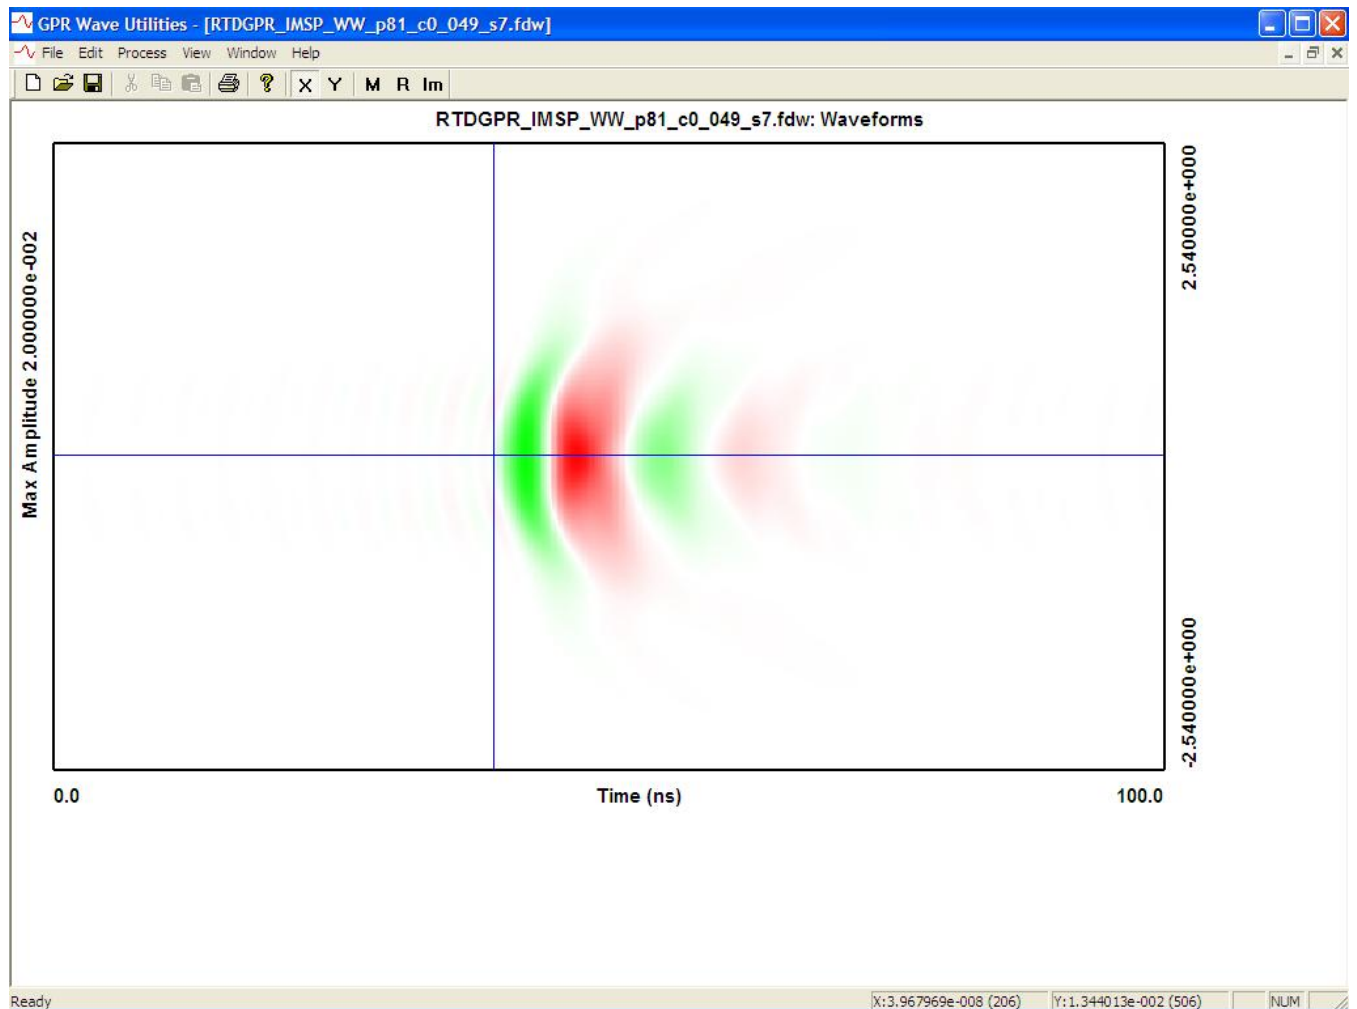 GPR Wave Utilities - [RTDGPR_IMSP_WW_p81_c0_049_s7.fdw]
File Edit Process View Window Help
X Y M R Im
RTDGPR_IMSP_WW_p81_c0_049_s7.fdw: Waveforms
Max Amplitude 2.000000e-002
2.540000e+000
-2.540000e+000
0.0 Time (ns) 100.0
Ready X:3.967969e-008 (206) Y:1.344013e-002 (506) NUM